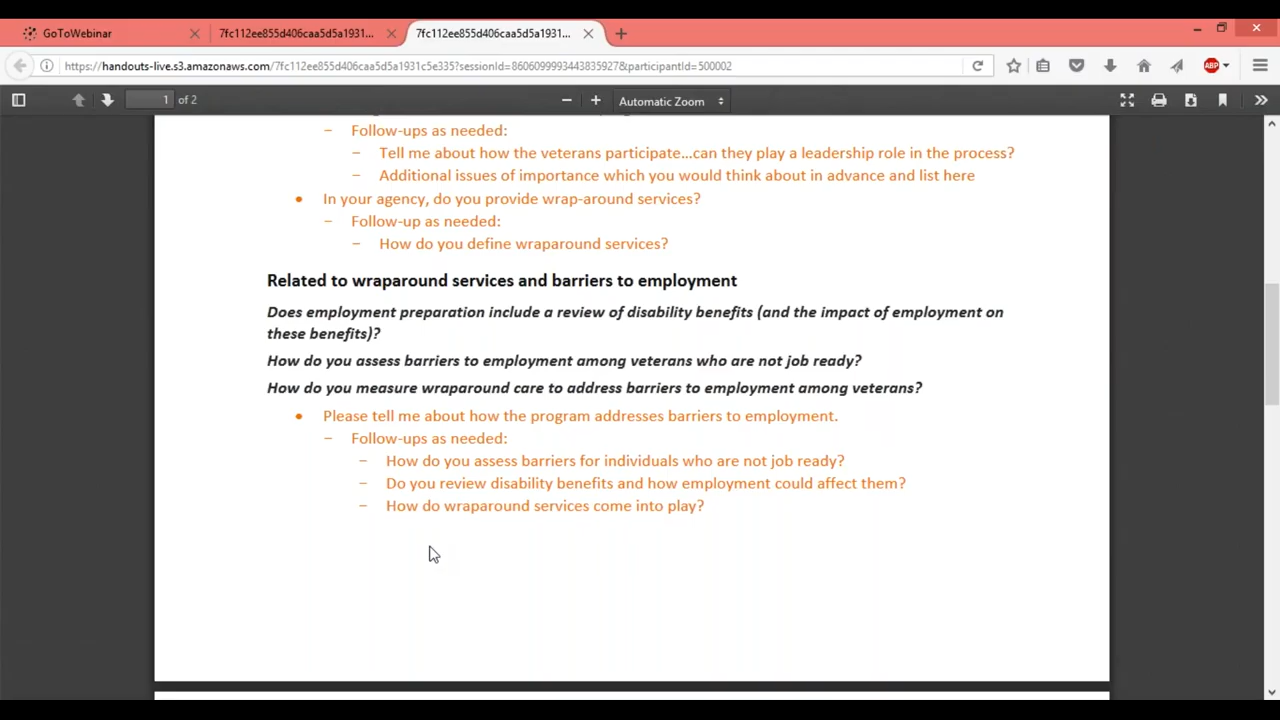 GoToWebinar
7fc112ee855d406caa5d5a1931...
7fc112ee855d406caa5d5a1931...
https://handouts-live.s3.amazonaws.com/7fc112ee855d406caa5d5a1931c5e335?sessionId=8606099993443835927&participantId=500002
ABP
1 of 2
Automatic Zoom
– Follow-ups as needed:
– Tell me about how the veterans participate...can they play a leadership role in the process?
– Additional issues of importance which you would think about in advance and list here
• In your agency, do you provide wrap-around services?
– Follow-up as needed:
– How do you define wraparound services?
Related to wraparound services and barriers to employment
Does employment preparation include a review of disability benefits (and the impact of employment on
these benefits)?
How do you assess barriers to employment among veterans who are not job ready?
How do you measure wraparound care to address barriers to employment among veterans?
• Please tell me about how the program addresses barriers to employment.
– Follow-ups as needed:
– How do you assess barriers for individuals who are not job ready?
– Do you review disability benefits and how employment could affect them?
– How do wraparound services come into play?